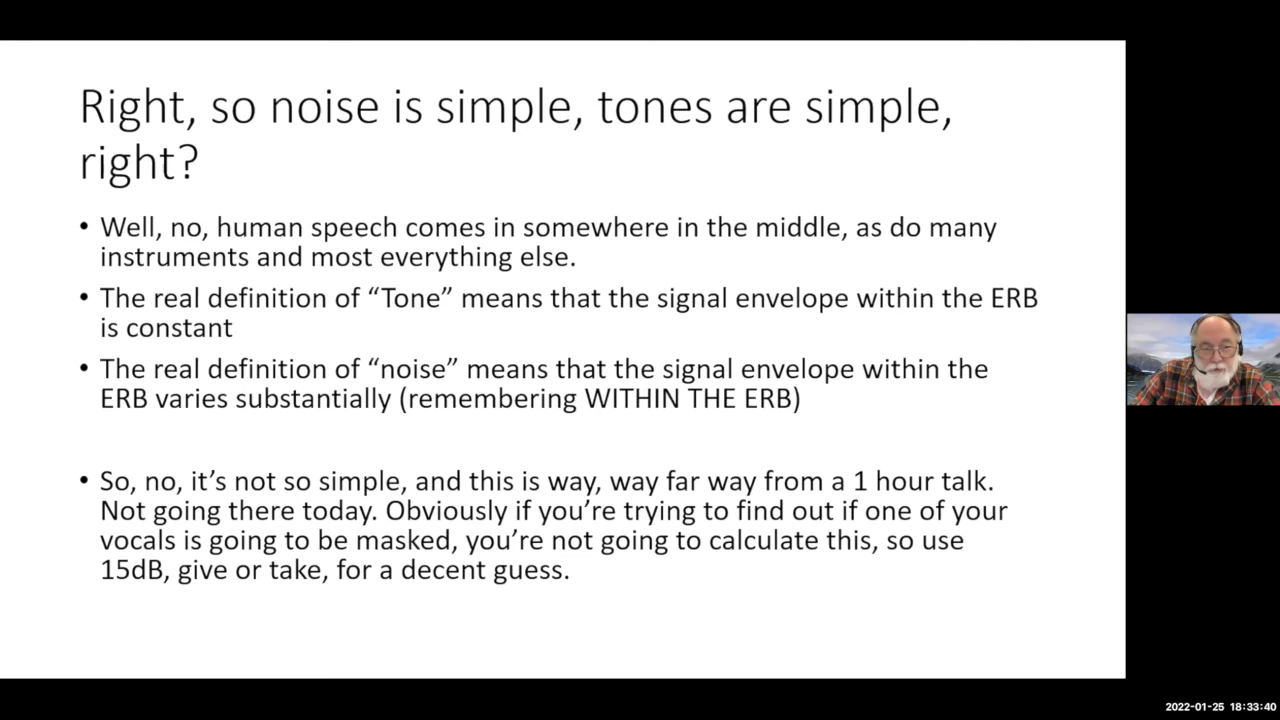 Right, so noise is simple, tones are simple,
right?
• Well, no, human speech comes in somewhere in the middle, as do many
instruments and most everything else.
• The real definition of “Tone” means that the signal envelope within the ERB
is constant
• The real definition of “noise” means that the signal envelope within the
ERB varies substantially (remembering WITHIN THE ERB)
• So, no, it’s not so simple, and this is way, way far way from a 1 hour talk.
Not going there today. Obviously if you’re trying to find out if one of your
vocals is going to be masked, you’re not going to calculate this, so use
15dB, give or take, for a decent guess.
2022-01-25 18:33:40